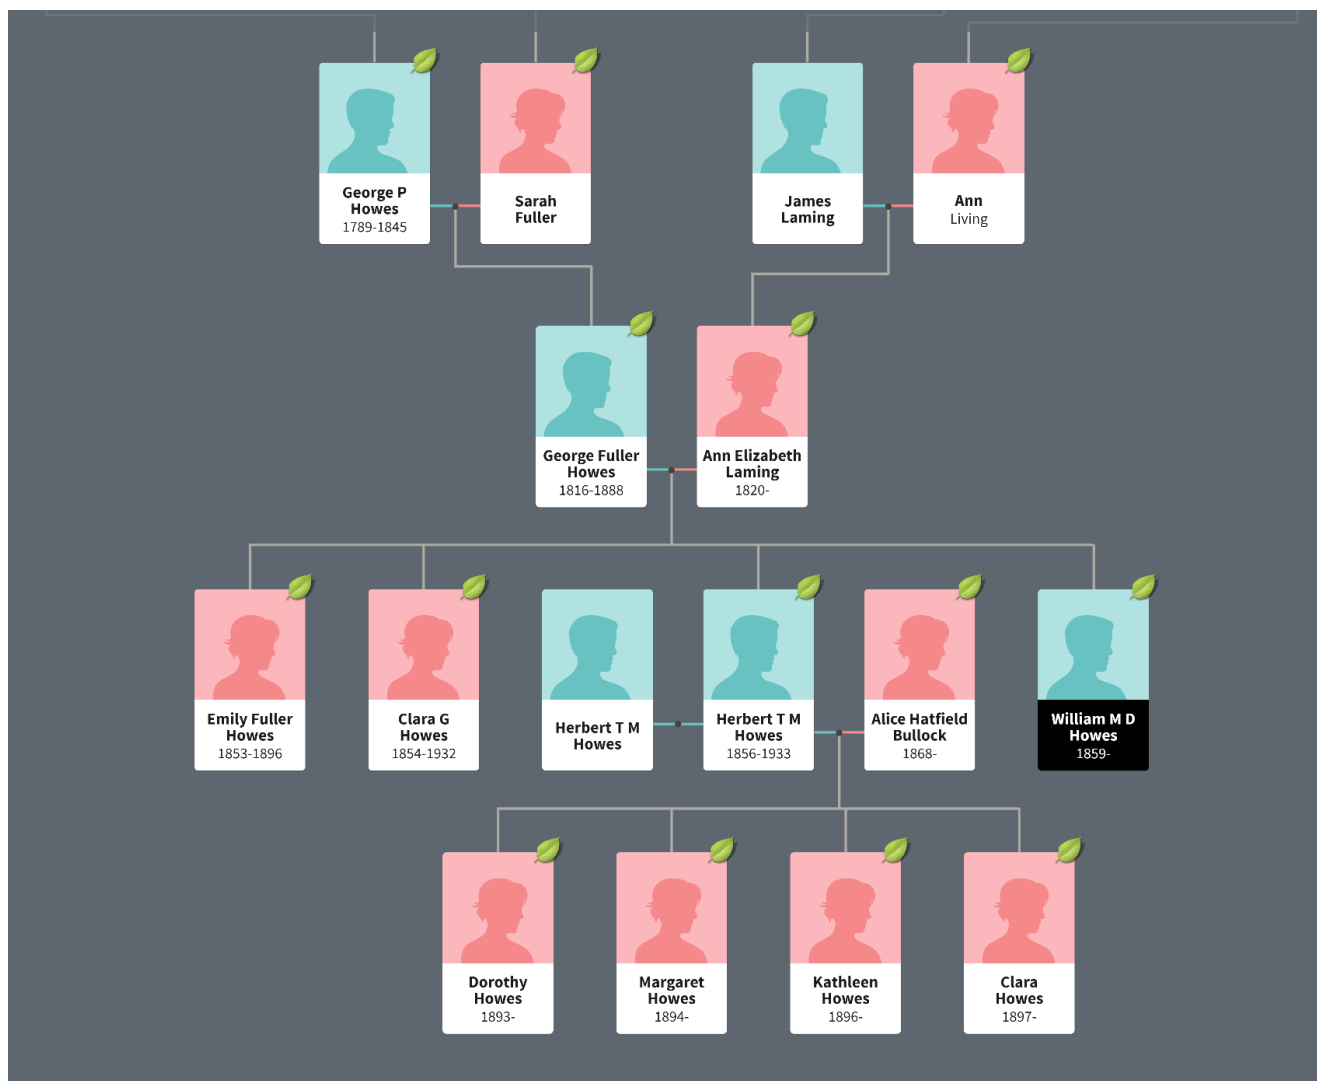 George P
Howes
1789-1845
Sarah
Fuller
James
Laming
Ann
Living
George Fuller
Howes
1816-1888
Ann Elizabeth
Laming
1820-
Emily Fuller
Howes
1853-1896
Clara G
Howes
1854-1932
Herbert T M
Howes
Herbert T M
Howes
1856-1933
Alice Hatfield
Bullock
1868-
William M D
Howes
1859-
Dorothy
Howes
1893-
Margaret
Howes
1894-
Kathleen
Howes
1896-
Clara
Howes
1897-